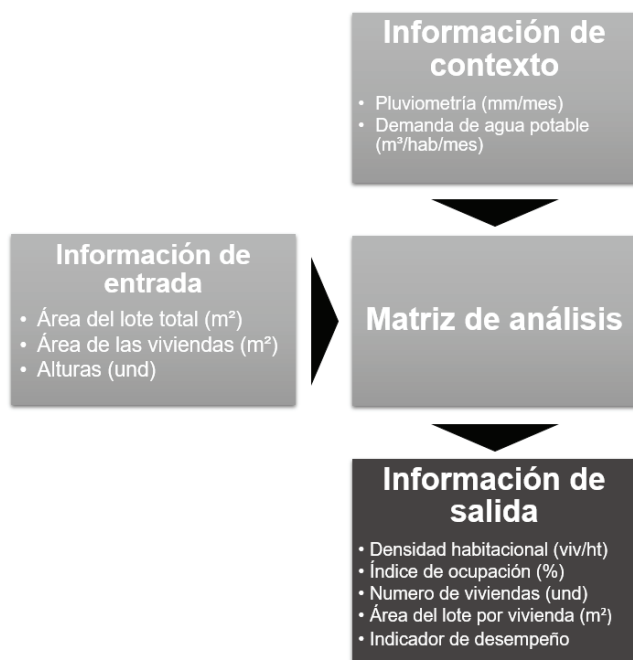 Información de
contexto
• Pluviometría (mm/mes)
• Demanda de agua potable
(m³/hab/mes)
Información de
entrada
• Área del lote total (m²)
• Área de las viviendas (m²)
• Alturas (und)
Matriz de análisis
Información de
salida
• Densidad habitacional (viv/ht)
• Índice de ocupación (%)
• Numero de viviendas (und)
• Área del lote por vivienda (m²)
• Indicador de desempeño